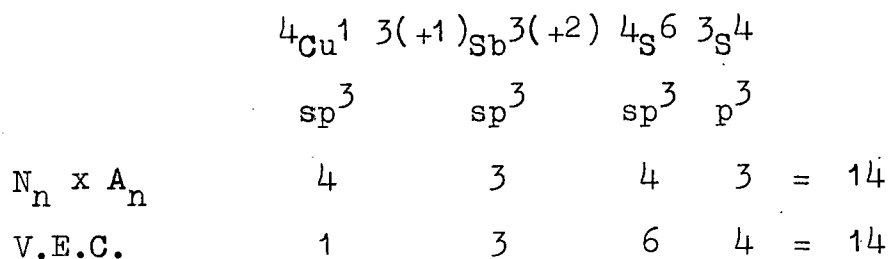 ⁴Cu¹ ³⁽⁺¹⁾Sb³⁽⁺²⁾ ⁴S⁶ ³S⁴
sp³ sp³ sp³ p³
Nₙ x Aₙ 4 3 4 3 = 14
V.E.C. 1 3 6 4 = 14